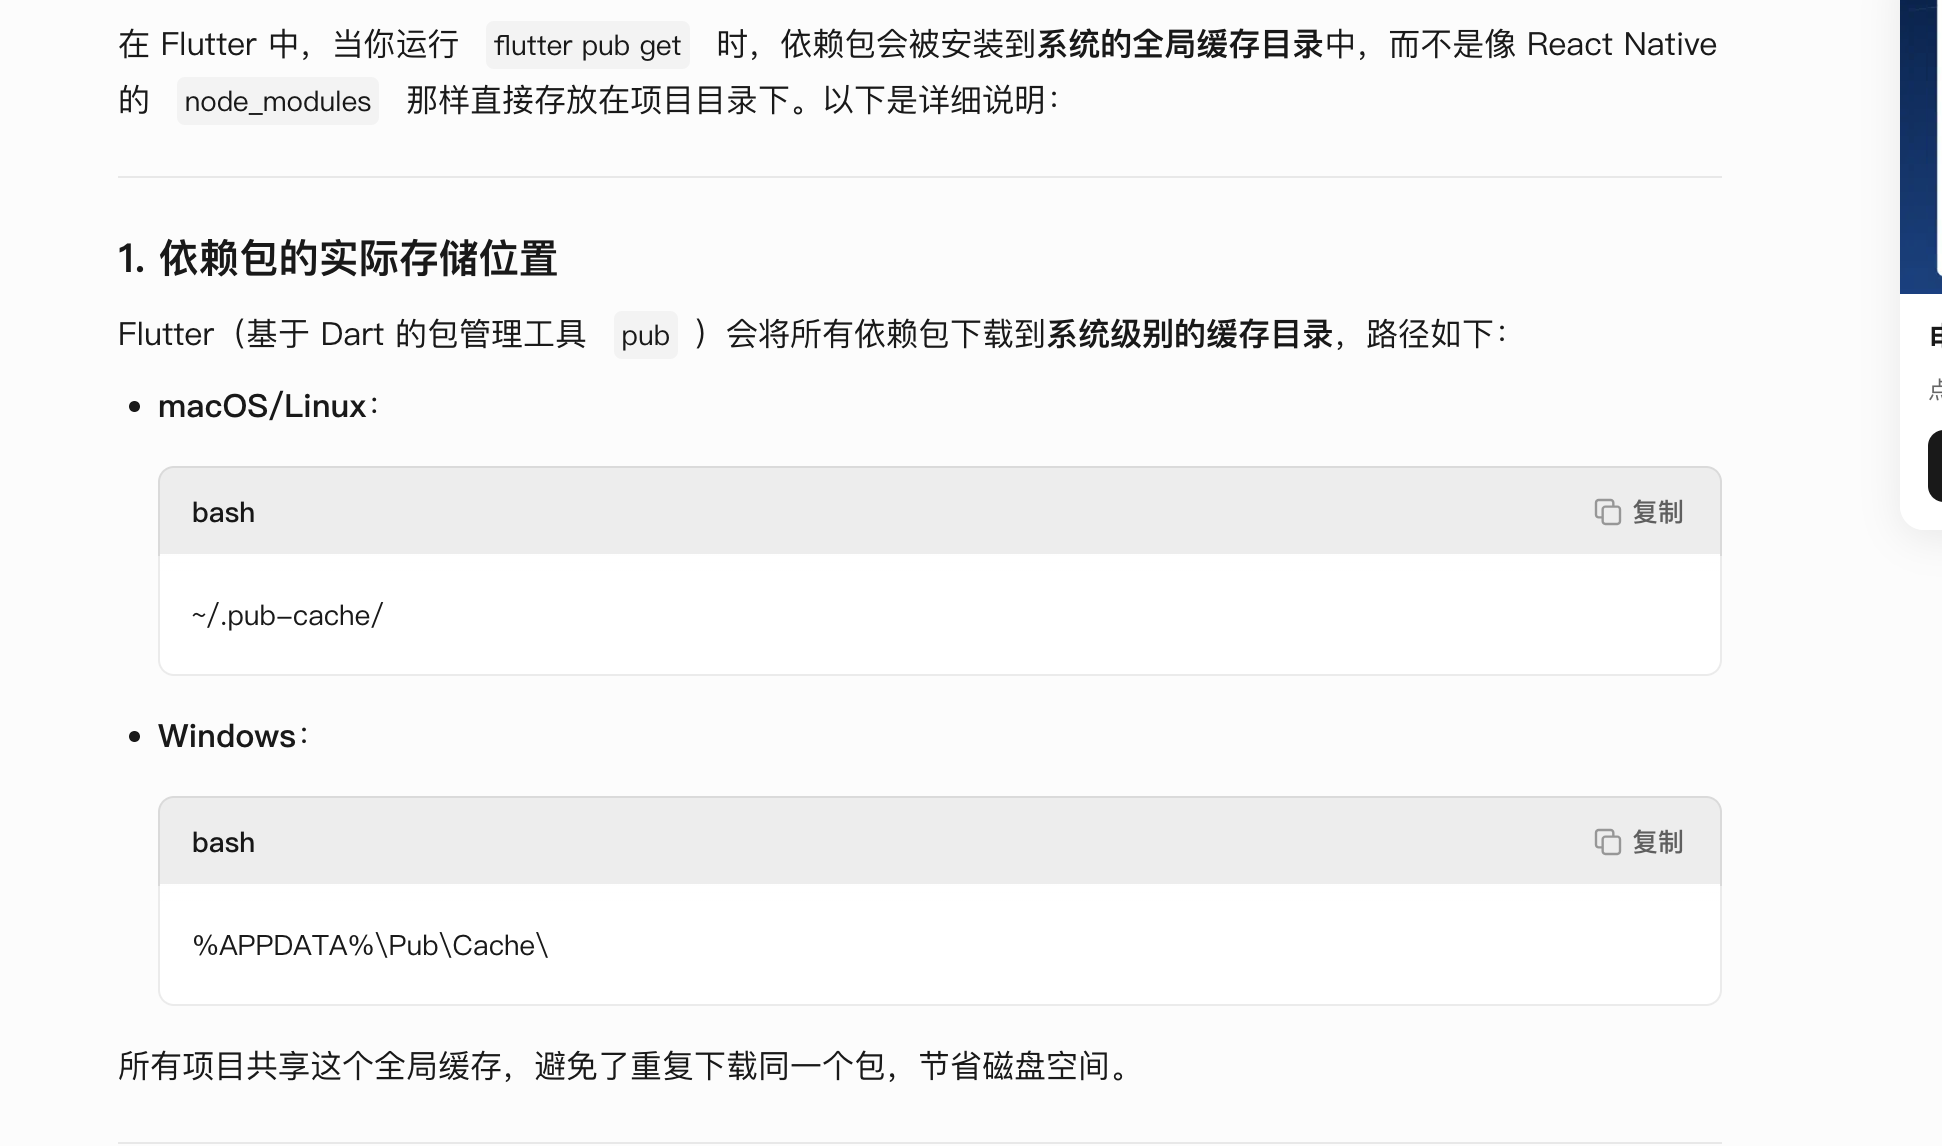 在 Flutter 中，当你运行 flutter pub get 时，依赖包会被安装到系统的全局缓存目录中，而不是像 React Native
的 node_modules 那样直接存放在项目目录下。以下是详细说明：
1. 依赖包的实际存储位置
Flutter（基于 Dart 的包管理工具 pub ）会将所有依赖包下载到系统级别的缓存目录，路径如下：
• macOS/Linux：
bash 复制
~/.pub-cache/
• Windows：
bash 复制
%APPDATA%\Pub\Cache\
所有项目共享这个全局缓存，避免了重复下载同一个包，节省磁盘空间。